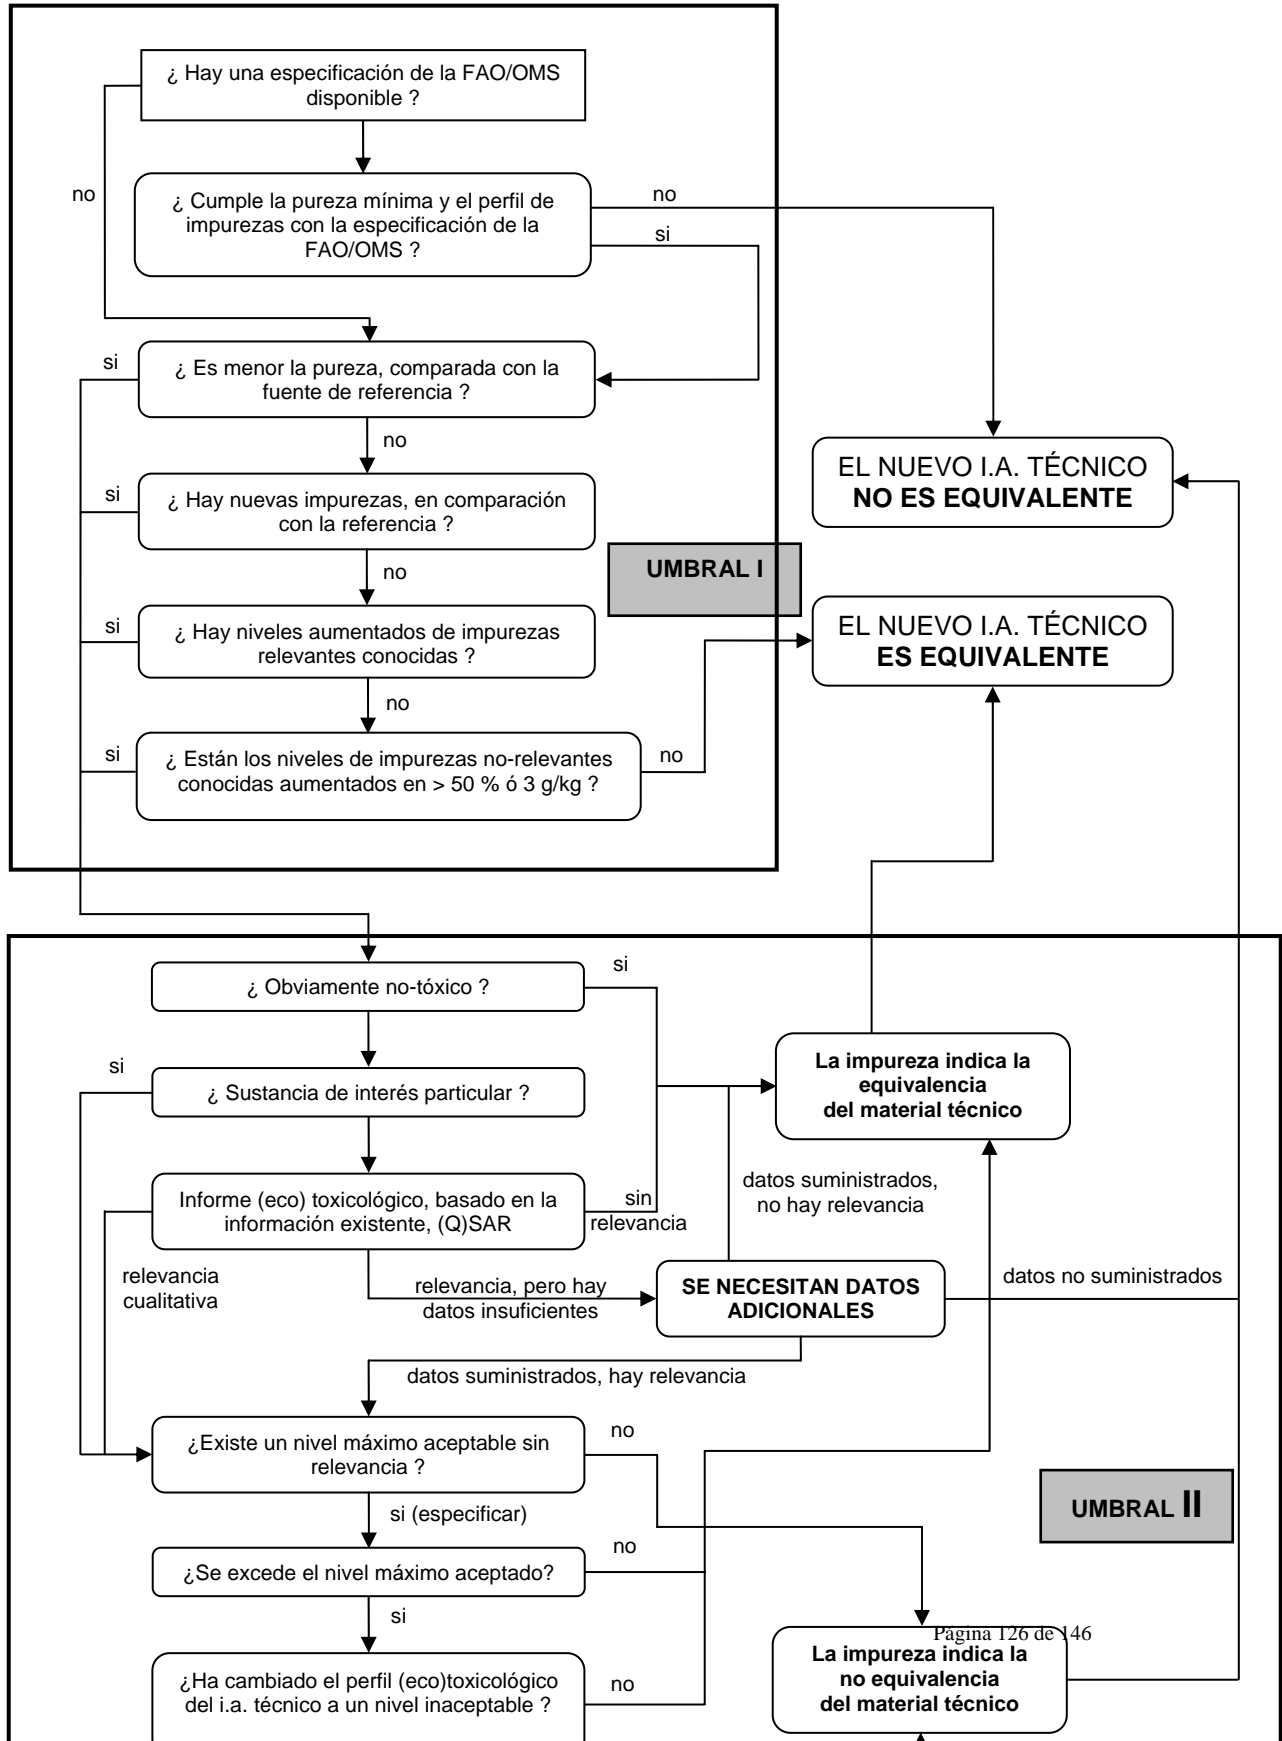 ¿ Hay una especificación de la FAO/OMS
disponible ?
no
¿ Cumple la pureza mínima y el perfil de
impurezas con la especificación de la
FAO/OMS ?
no
si
si
¿ Es menor la pureza, comparada con la
fuente de referencia ?
no
EL NUEVO I.A. TÉCNICO
NO ES EQUIVALENTE
si
¿ Hay nuevas impurezas, en comparación
con la referencia ?
no
UMBRAL I
si
¿ Hay niveles aumentados de impurezas
relevantes conocidas ?
EL NUEVO I.A. TÉCNICO
ES EQUIVALENTE
no
si
¿ Están los niveles de impurezas no-relevantes
conocidas aumentados en > 50 % ó 3 g/kg ?
no
¿ Obviamente no-tóxico ?
si
si
¿ Sustancia de interés particular ?
La impureza indica la
equivalencia
del material técnico
Informe (eco) toxicológico, basado en la
información existente, (Q)SAR
sin
relevancia
datos suministrados,
no hay relevancia
relevancia
cualitativa
relevancia, pero hay
datos insuficientes
SE NECESITAN DATOS
ADICIONALES
datos no suministrados
datos suministrados, hay relevancia
¿Existe un nivel máximo aceptable sin
relevancia ?
no
si (especificar)
UMBRAL II
¿Se excede el nivel máximo aceptado?
no
si
Página 126 de 146
¿Ha cambiado el perfil (eco)toxicológico
del i.a. técnico a un nivel inaceptable ?
no
La impureza indica la
no equivalencia
del material técnico